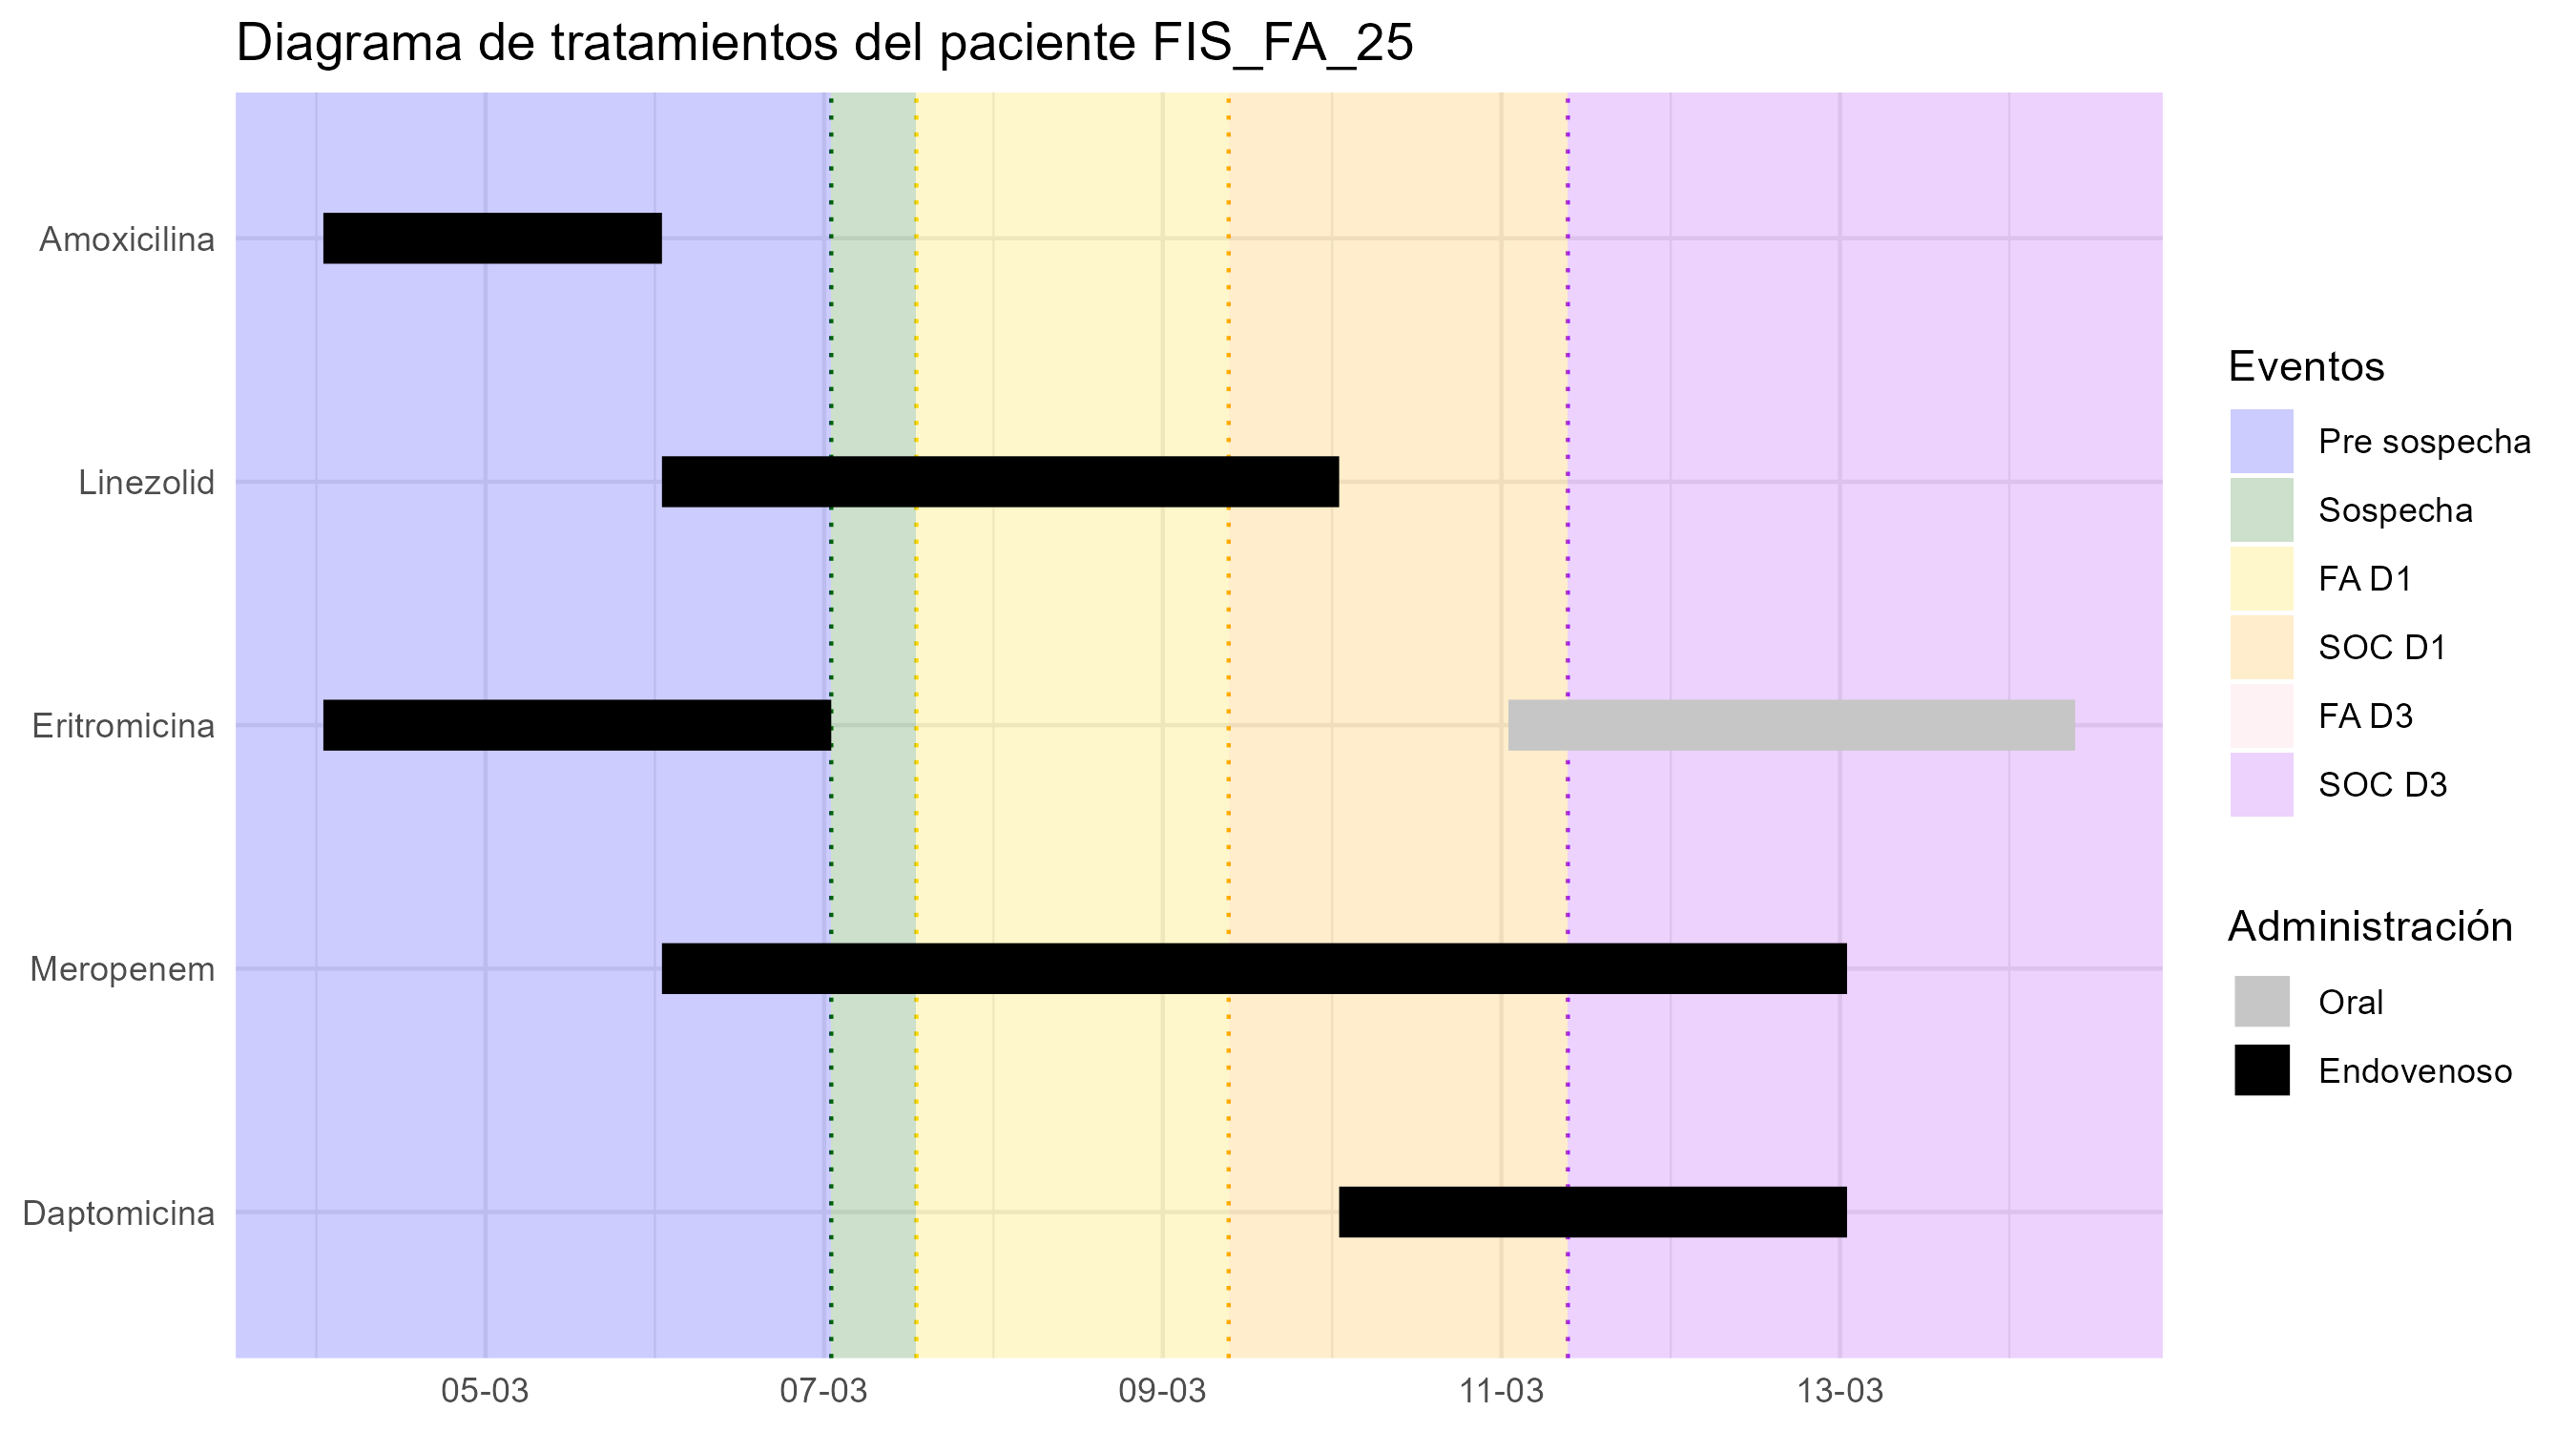 Diagrama de tratamientos del paciente FIS_FA_25
Amoxicilina
Linezolid
Eritromicina
Meropenem
Daptomicina
05-03
07-03
09-03
11-03
13-03
Eventos
Pre sospecha
Sospecha
FA D1
SOC D1
FA D3
SOC D3
Administración
Oral
Endovenoso